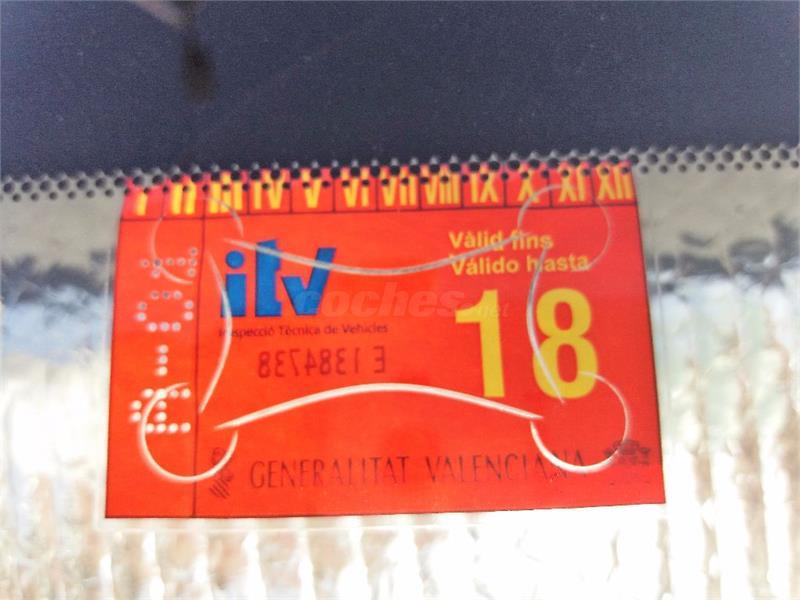 I II III IV V VI VII VIII IX X XI XII
itv
Inspecció Tècnica de Vehicles
Vàlid fins
Válido hasta
18
E 1384738
GENERALITAT VALENCIANA
coches.net